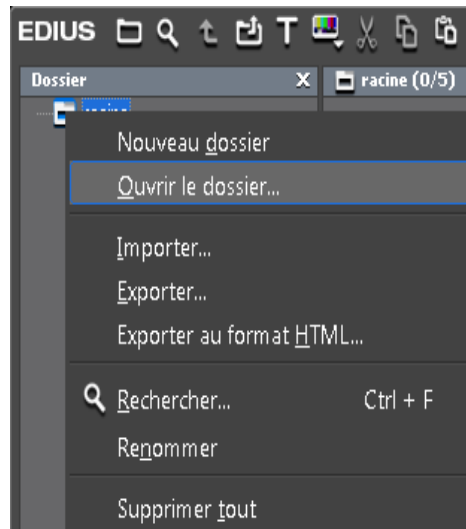 EDIUS T
Dossier X racine (0/5)
racine
Nouveau dossier
Ouvrir le dossier...
Importer...
Exporter...
Exporter au format HTML...
Rechercher... Ctrl + F
Renommer
Supprimer tout